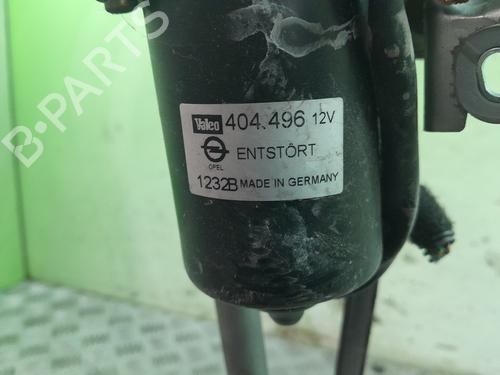 B-PARTS
Valeo 404.496 12V
OPEL ENTSTÖRT
1232B MADE IN GERMANY